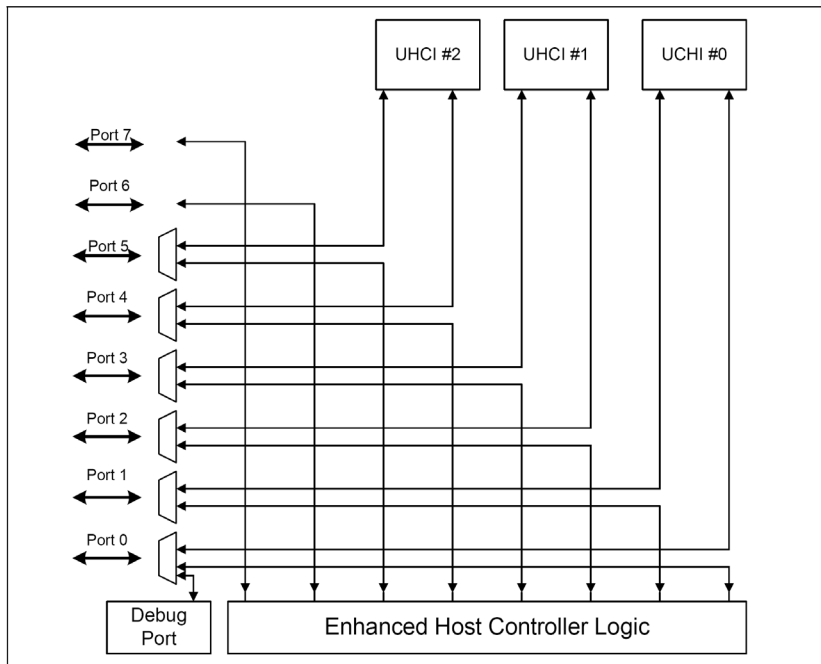 UHCI #2
UHCI #1
UCHI #0
Port 7
Port 6
Port 5
Port 4
Port 3
Port 2
Port 1
Port 0
Debug
Port
Enhanced Host Controller Logic